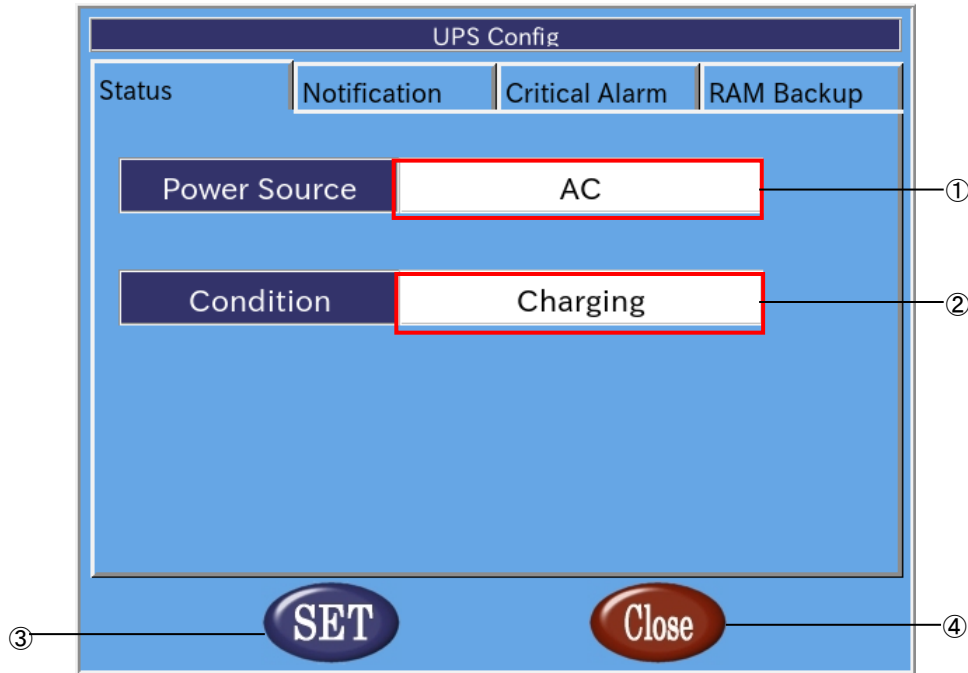 UPS Config
Status Notification Critical Alarm RAM Backup
Power Source AC ①
Condition Charging ②
③ SET Close ④